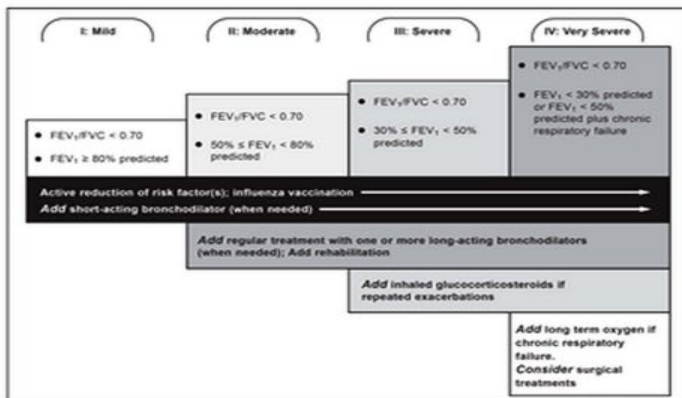 I: Mild
II: Moderate
III: Severe
IV: Very Severe
• FEV₁/FVC < 0.70
• FEV₁ ≥ 80% predicted
• FEV₁/FVC < 0.70
• 50% ≤ FEV₁ < 80%
predicted
• FEV₁/FVC < 0.70
• 30% ≤ FEV₁ < 50%
predicted
• FEV₁/FVC < 0.70
• FEV₁ < 30% predicted
or FEV₁ < 50%
predicted plus chronic
respiratory failure
Active reduction of risk factor(s); influenza vaccination
Add short-acting bronchodilator (when needed)
Add regular treatment with one or more long-acting bronchodilators
(when needed); Add rehabilitation
Add inhaled glucocorticosteroids if
repeated exacerbations
Add long term oxygen if
chronic respiratory
failure.
Consider surgical
treatments